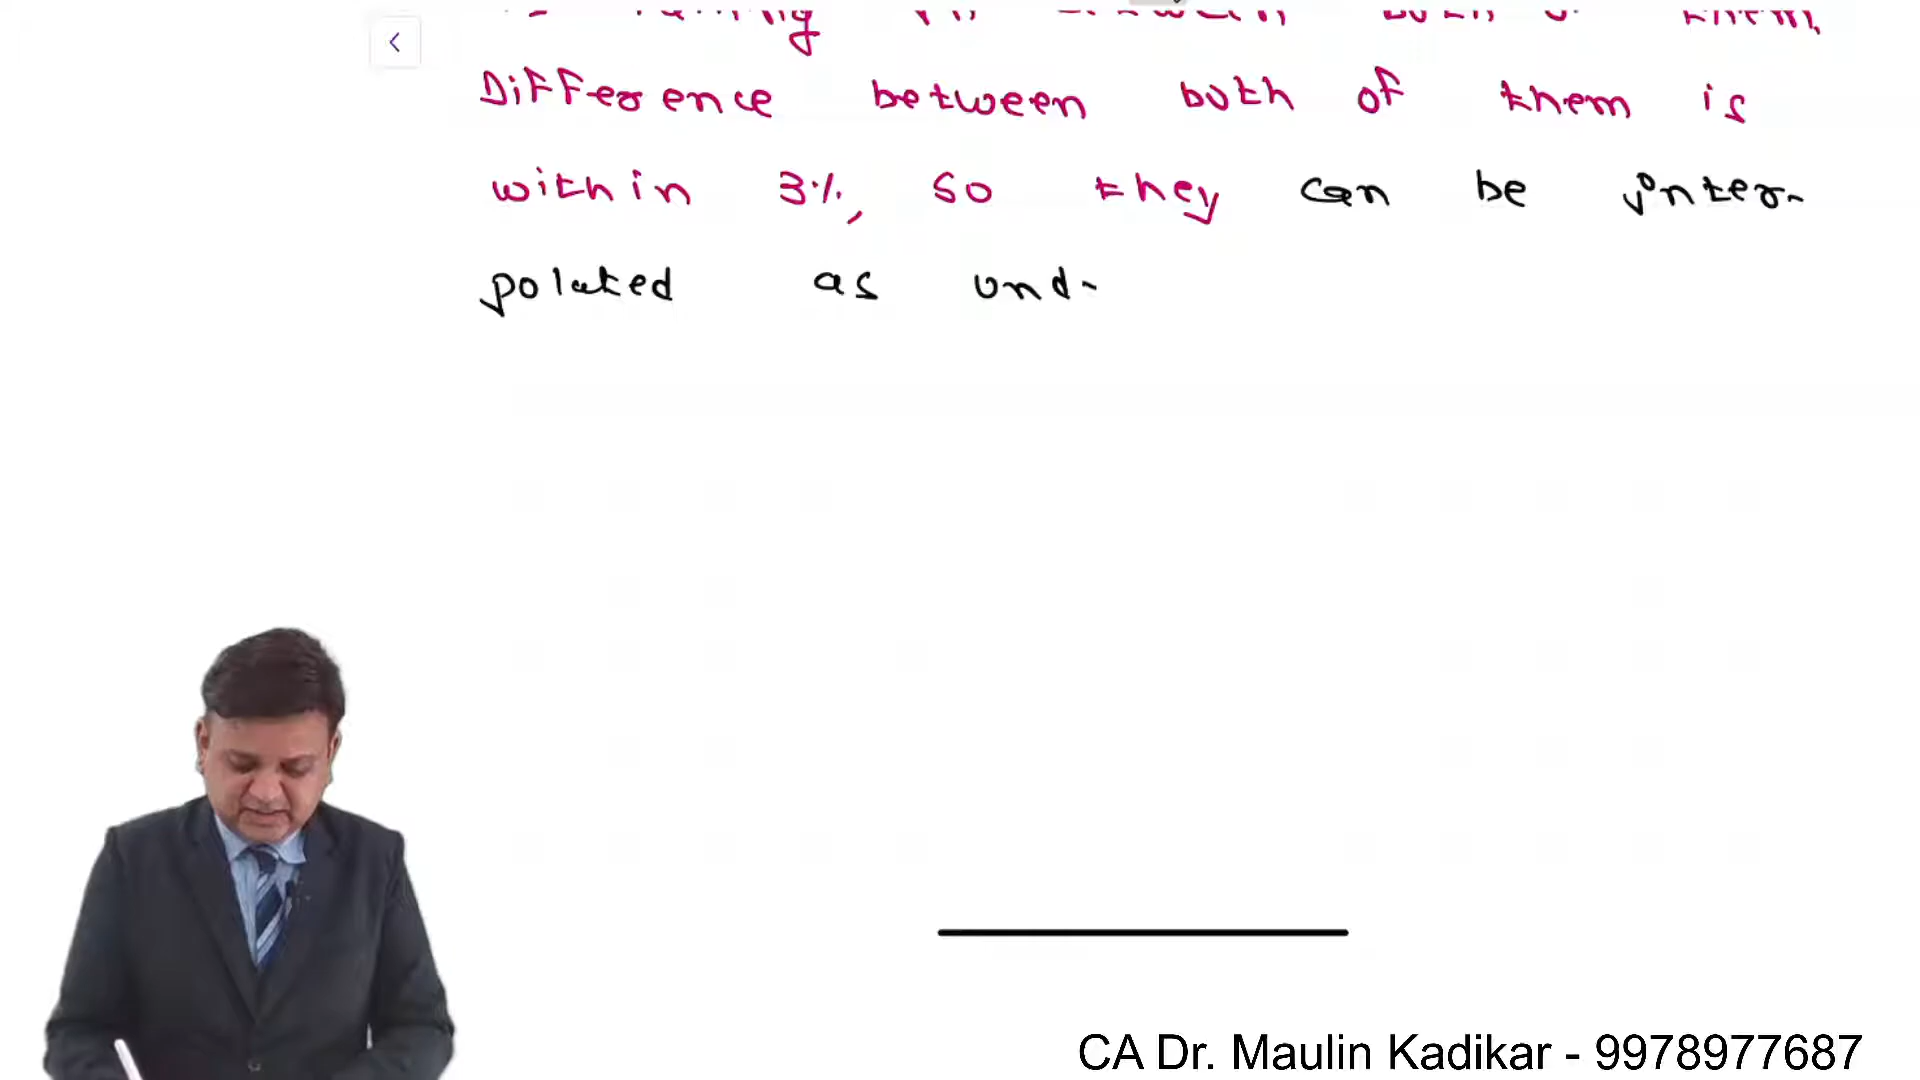 Difference between both of them is
within 3%, so they can be inter-
polated as und-
CA Dr. Maulin Kadikar - 9978977687